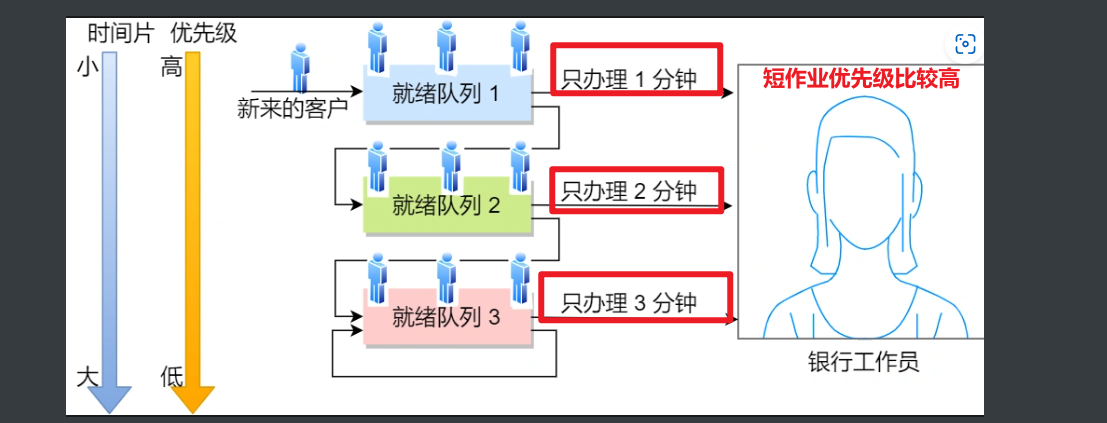 时间片 优先级
小 高
新来的客户
就绪队列 1
只办理 1 分钟
短作业优先级比较高
就绪队列 2
只办理 2 分钟
就绪队列 3
只办理 3 分钟
大 低
银行工作员